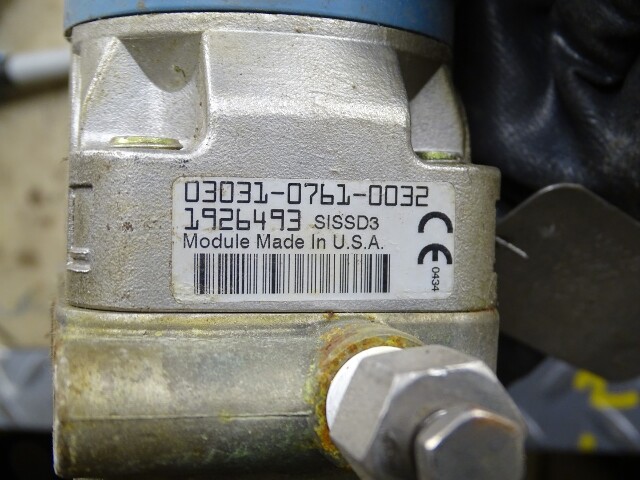 03031-0761-0032
1926493 SISSD3
Module Made In U.S.A.
CE 0434